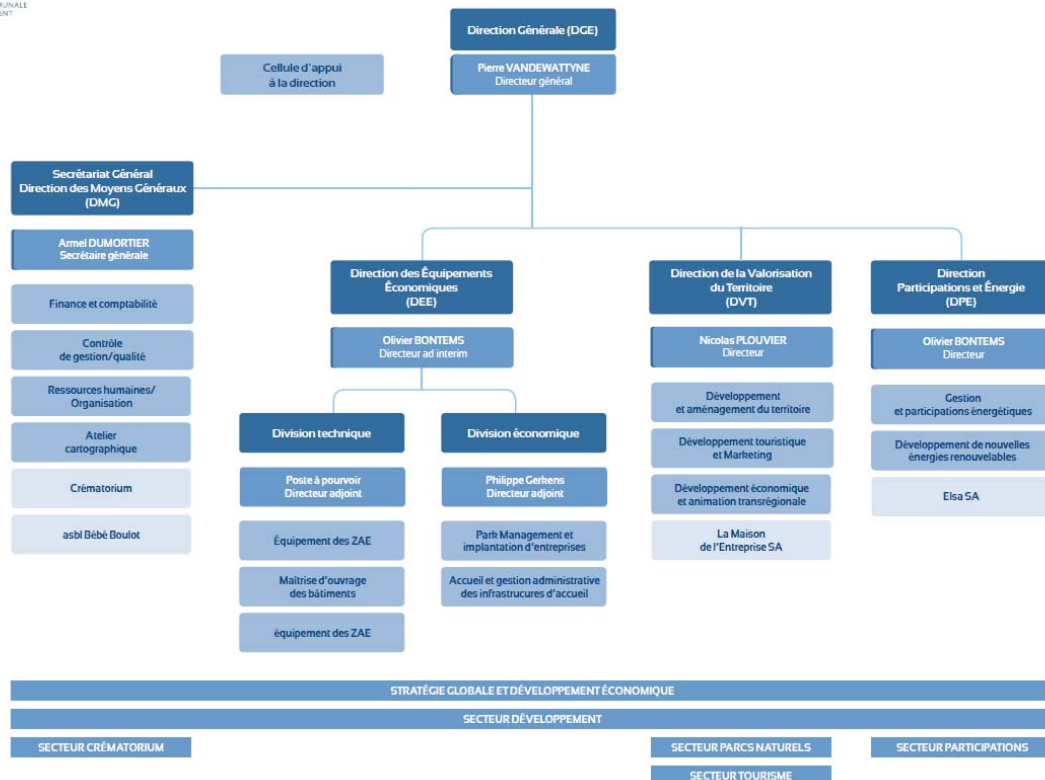 MUNALE
ENT
Direction Générale (DGE)
Pierre VANDEWATTYNE
Directeur général
Cellule d'appui
à la direction
Secrétariat Général
Direction des Moyens Généraux
(DMG)
Armel DUMORTIER
Secrétaire générale
Finance et comptabilité
Contrôle
de gestion/qualité
Ressources humaines/
Organisation
Atelier
cartographique
Crématorium
asbl Bébé Boulot
Direction des Équipements
Économiques
(DEE)
Olivier BONTEMS
Directeur ad interim
Division technique
Poste à pourvoir
Directeur adjoint
Équipement des ZAE
Maîtrise d'ouvrage
des bâtiments
équipement des ZAE
Division économique
Philippe Gerkens
Directeur adjoint
Park Management et
implantation d'entreprises
Accueil et gestion administrative
des infrastrucures d'accueil
Direction de la Valorisation
du Territoire
(DVT)
Nicolas PLOUVIER
Directeur
Développement
et aménagement du territoire
Développement touristique
et Marketing
Développement économique
et animation transrégionale
La Maison
de l'Entreprise SA
Direction
Participations et Énergie
(DPE)
Olivier BONTEMS
Directeur
Gestion
et participations énergétiques
Développement de nouvelles
énergies renouvelables
Elsa SA
STRATÉGIE GLOBALE ET DÉVELOPPEMENT ÉCONOMIQUE
SECTEUR DÉVELOPPEMENT
SECTEUR CRÉMATORIUM
SECTEUR PARCS NATURELS
SECTEUR PARTICIPATIONS
SECTEUR TOURISME